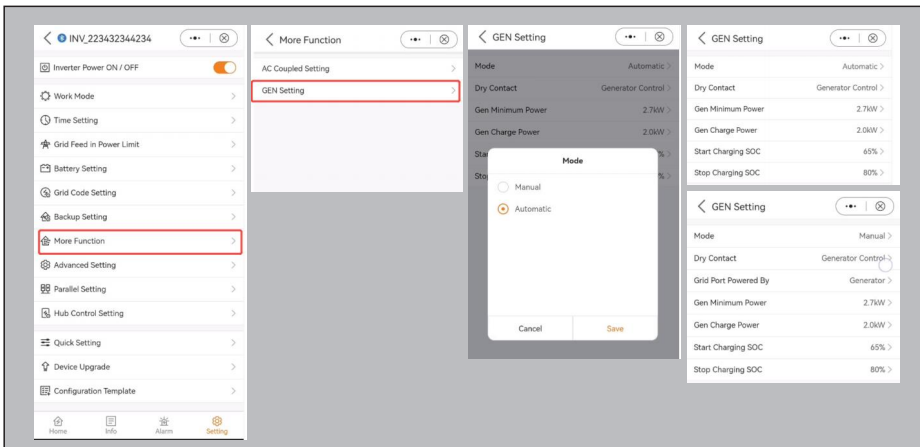 INV_223432344234
Inverter Power ON / OFF
Work Mode
Time Setting
Grid Feed in Power Limit
Battery Setting
Grid Code Setting
Backup Setting
More Function
Advanced Setting
Parallel Setting
Hub Control Setting
Quick Setting
Device Upgrade
Configuration Template
Home Info Alarm Setting
More Function
AC Coupled Setting
GEN Setting
GEN Setting
Mode Automatic
Dry Contact Generator Control
Gen Minimum Power 2.7kW
Gen Charge Power 2.0kW
Mode
Manual
Automatic
Cancel Save
GEN Setting
Mode Automatic
Dry Contact Generator Control
Gen Minimum Power 2.7kW
Gen Charge Power 2.0kW
Start Charging SOC 65%
Stop Charging SOC 80%
GEN Setting
Mode Manual
Dry Contact Generator Control
Grid Port Powered By Generator
Gen Minimum Power 2.7kW
Gen Charge Power 2.0kW
Start Charging SOC 65%
Stop Charging SOC 80%